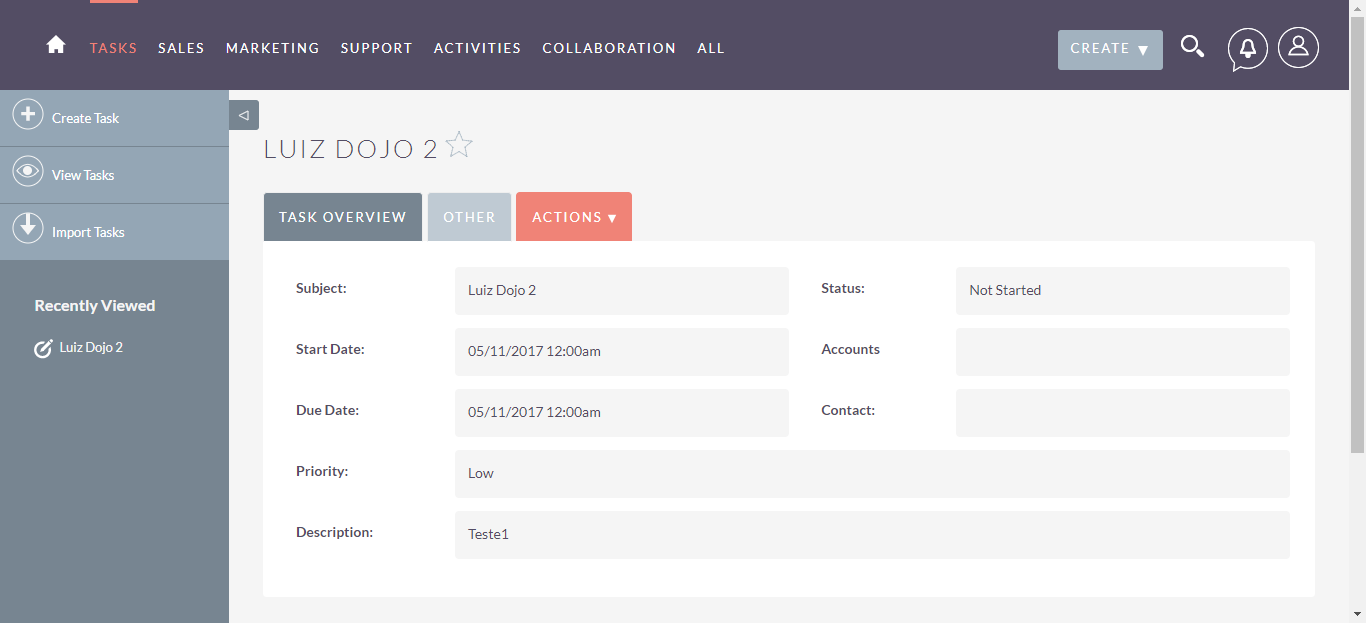 TASKS SALES MARKETING SUPPORT ACTIVITIES COLLABORATION ALL CREATE ▼
Create Task
View Tasks
Import Tasks
Recently Viewed
Luiz Dojo 2
LUIZ DOJO 2
TASK OVERVIEW OTHER ACTIONS ▼
Subject: Luiz Dojo 2 Status: Not Started
Start Date: 05/11/2017 12:00am Accounts
Due Date: 05/11/2017 12:00am Contact:
Priority: Low
Description: Teste1